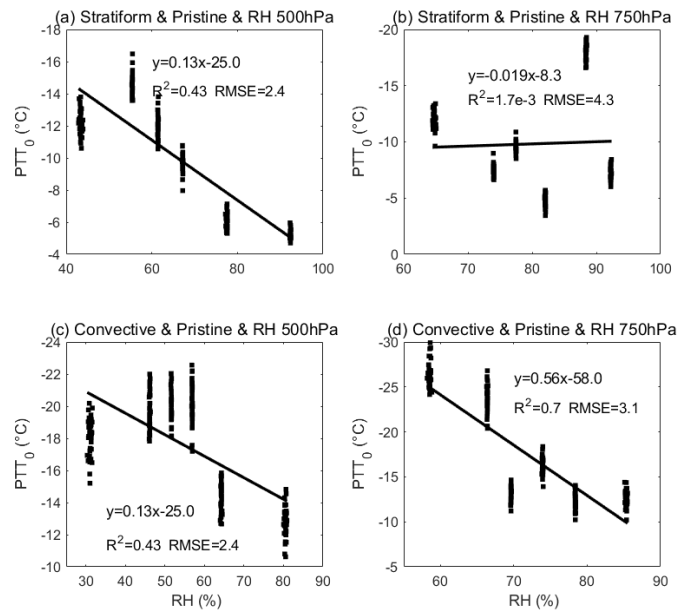 (a) Stratiform & Pristine & RH 500hPa
-18
-16
-14
-12
-10
-8
-6
-4
PTT0 (°C)
y=0.13x-25.0
R2=0.43 RMSE=2.4
40
60
80
100
(b) Stratiform & Pristine & RH 750hPa
-20
-15
-10
-5
0
PTT0 (°C)
y=-0.019x-8.3
R2=1.7e-3 RMSE=4.3
60
70
80
90
100
(c) Convective & Pristine & RH 500hPa
-24
-22
-20
-18
-16
-14
-12
-10
PTT0 (°C)
y=0.13x-25.0
R2=0.43 RMSE=2.4
30
40
50
60
70
80
90
RH (%)
(d) Convective & Pristine & RH 750hPa
-30
-25
-20
-15
-10
-5
PTT0 (°C)
y=0.56x-58.0
R2=0.7 RMSE=3.1
60
70
80
90
RH (%)